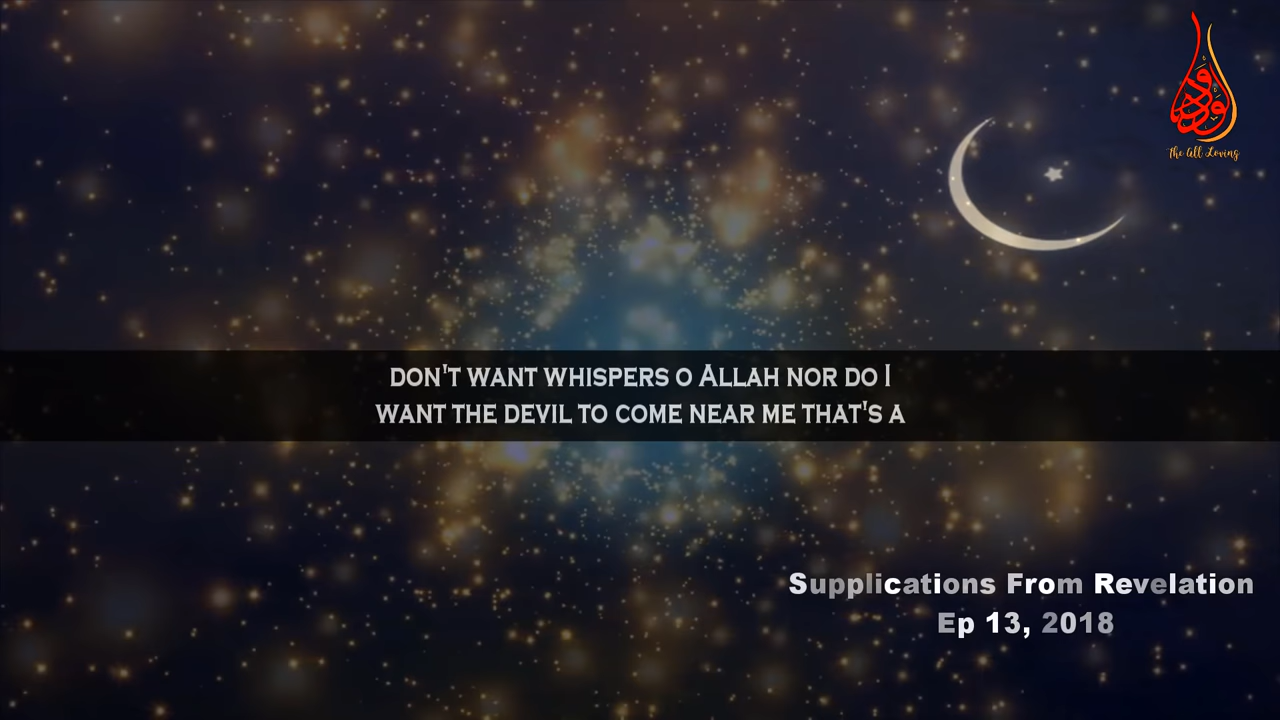 الودود
The All Loving
DON'T WANT WHISPERS O ALLAH NOR DO I
WANT THE DEVIL TO COME NEAR ME THAT'S A
Supplications From Revelation
Ep 13, 2018